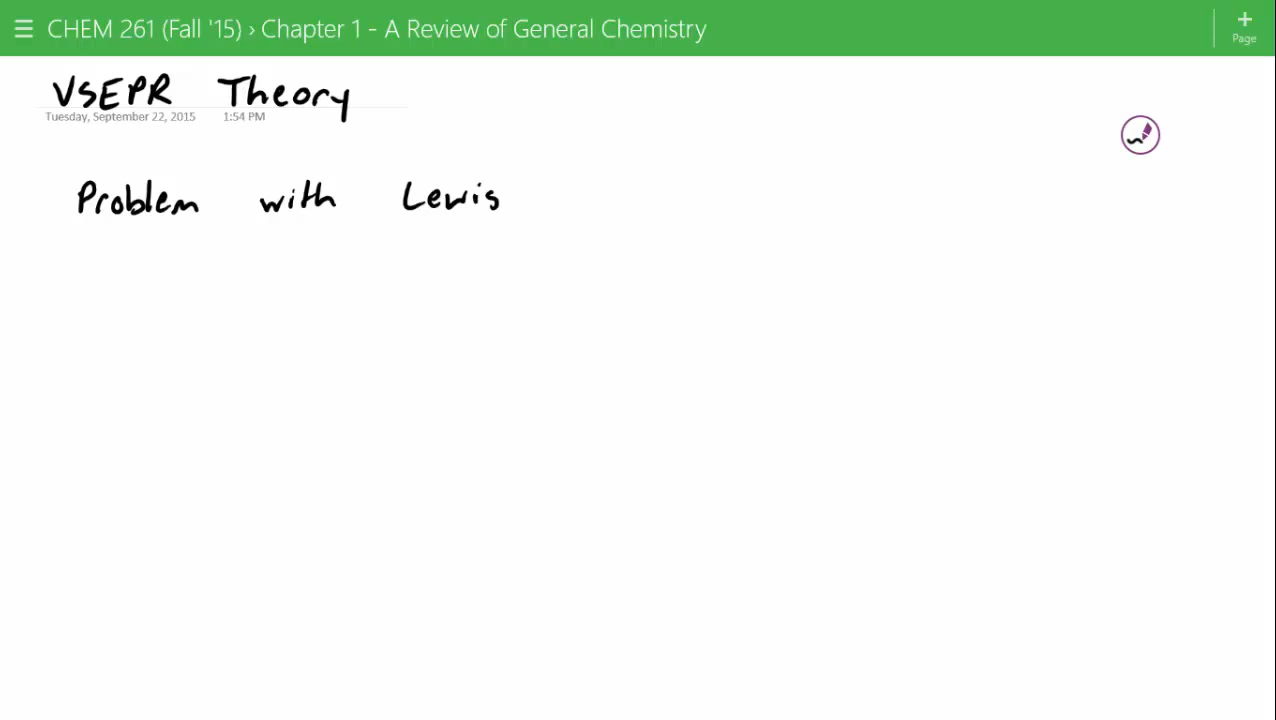 ☰ CHEM 261 (Fall '15) › Chapter 1 - A Review of General Chemistry
+
Page
VSEPR Theory
Tuesday, September 22, 2015 1:54 PM
Problem with Lewis